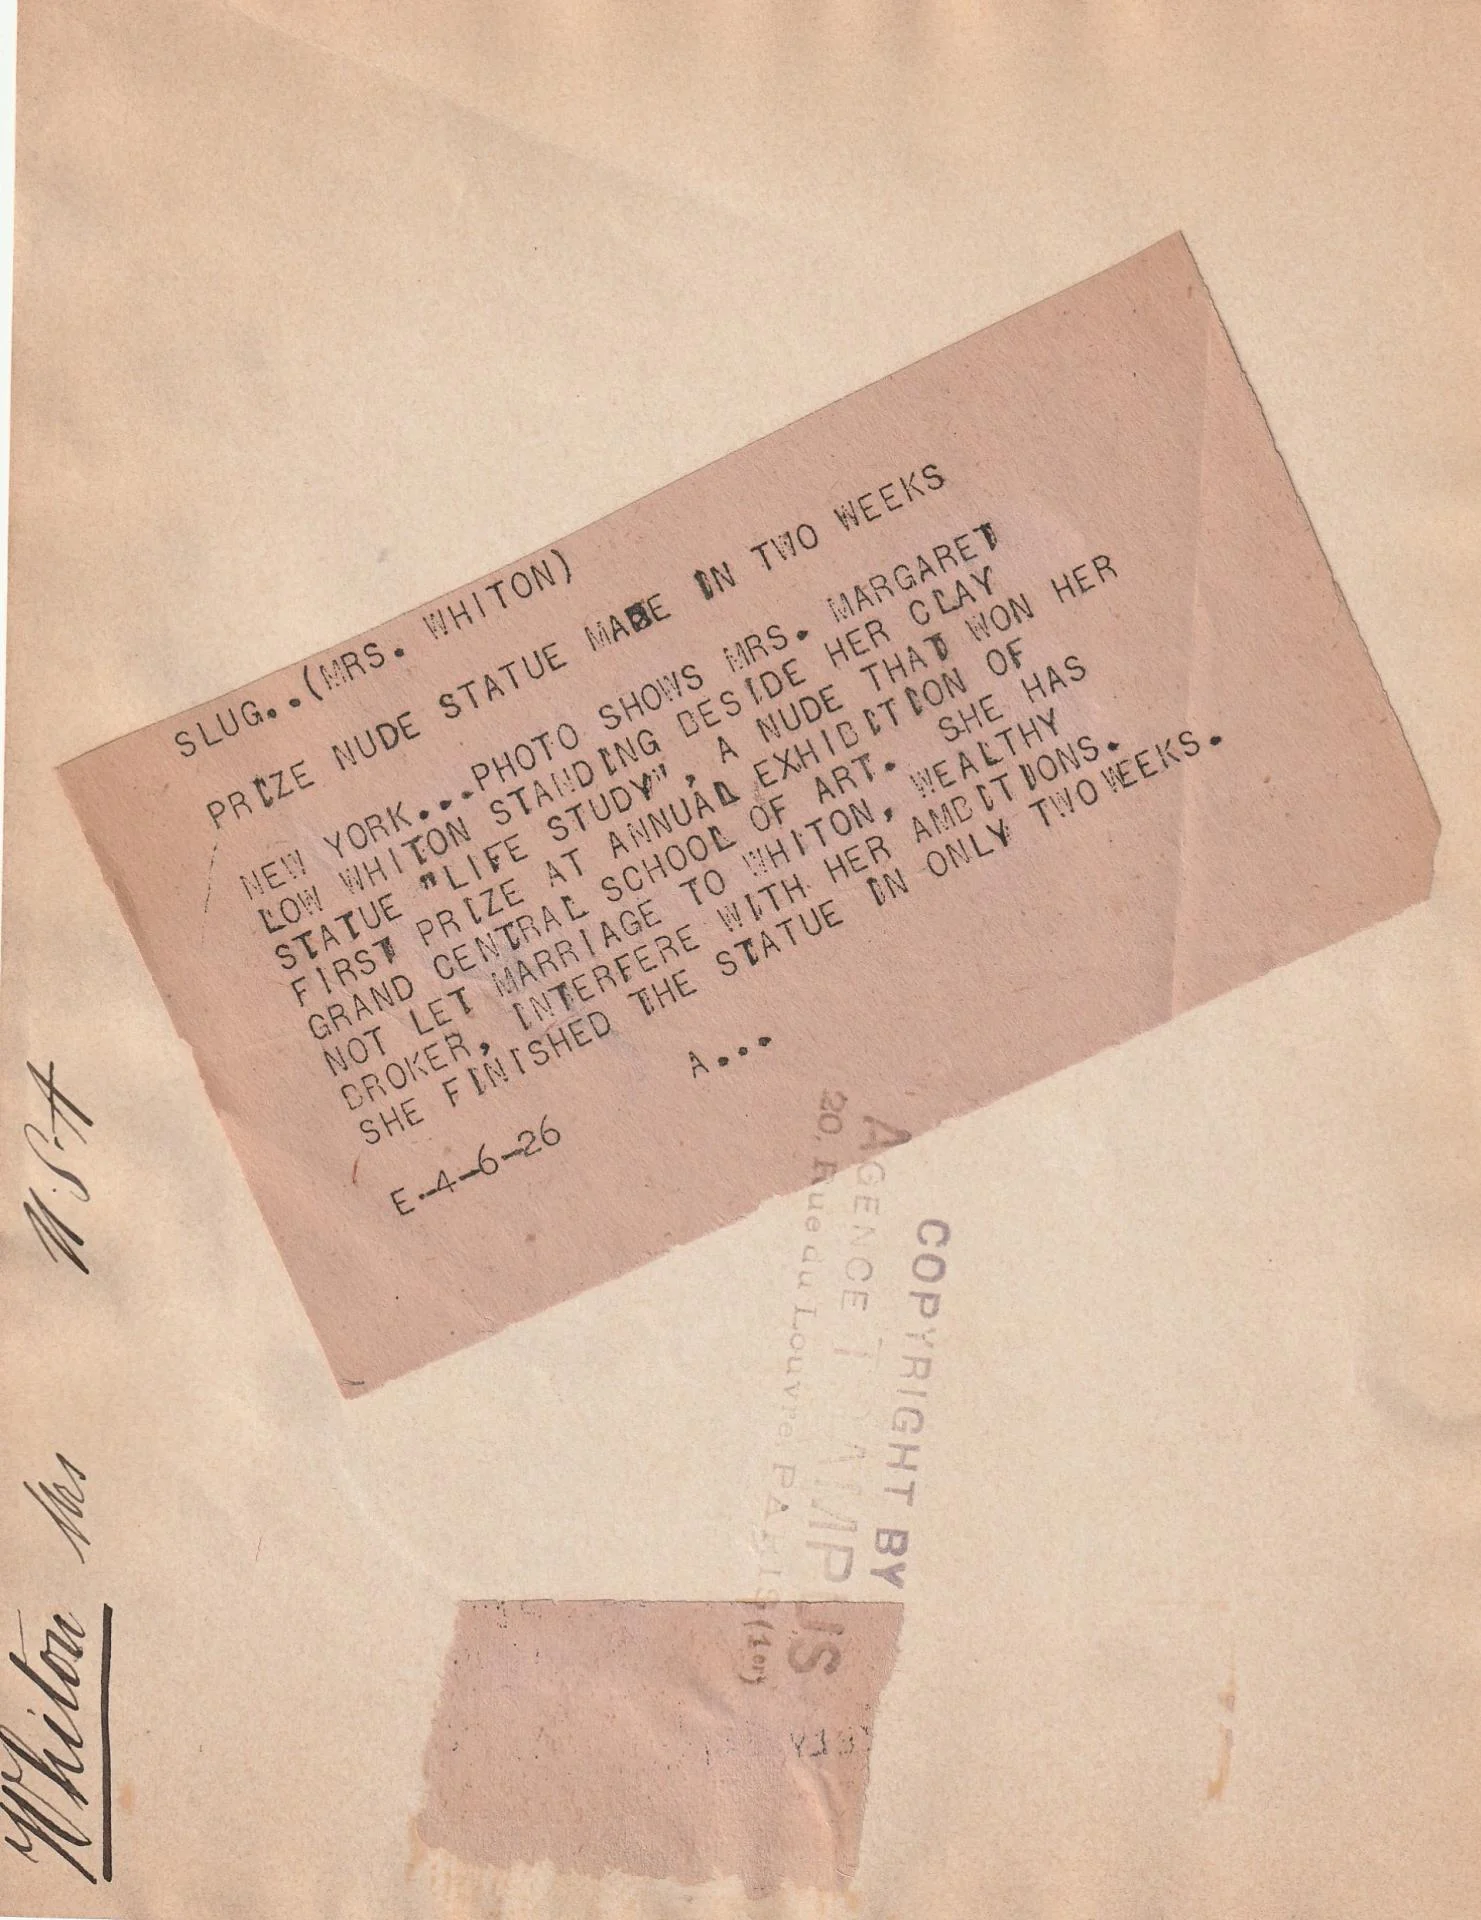 SLUG..(MRS. WHITON)
PRIZE NUDE STATUE MADE IN TWO WEEKS
NEW YORK...PHOTO SHOWS MRS. MARGARET
LOW WHITON STANDING BESIDE HER CLAY
STATUE "LIFE STUDY", A NUDE THAT WON HER
FIRST PRIZE AT ANNUAL EXHIBITION OF
GRAND CENTRAL SCHOOL OF ART. SHE HAS
NOT LET MARRIAGE TO WHITON, WEALTHY
BROKER, INTERFERE WITH HER AMBITIONS.
SHE FINISHED THE STATUE IN ONLY TWO WEEKS.
A...
E.4-6-26
COPYRIGHT BY
AGENCE
20, Rue du Louvre PARIS (1er)
Whiton Mrs U.S.A